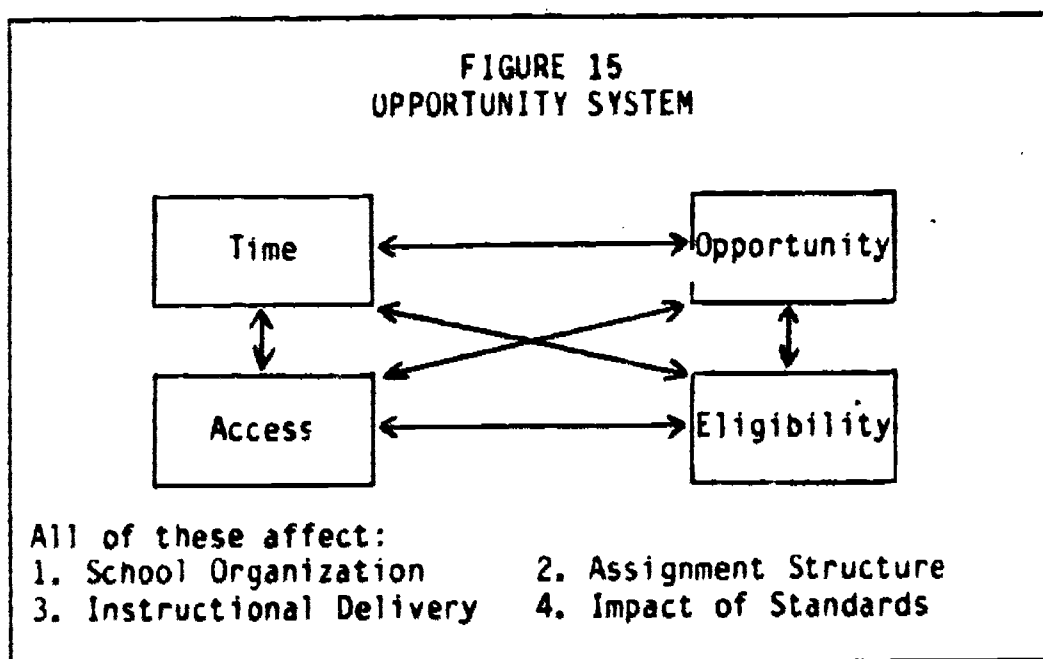 FIGURE 15
OPPORTUNITY SYSTEM
Time
Opportunity
Access
Eligibility
All of these affect:
1. School Organization 2. Assignment Structure
3. Instructional Delivery 4. Impact of Standards